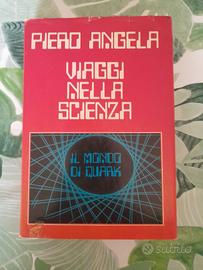 PIERO ANGELA
VIAGGI
NELLA
SCIENZA
IL MONDO
DI QUARK
subito